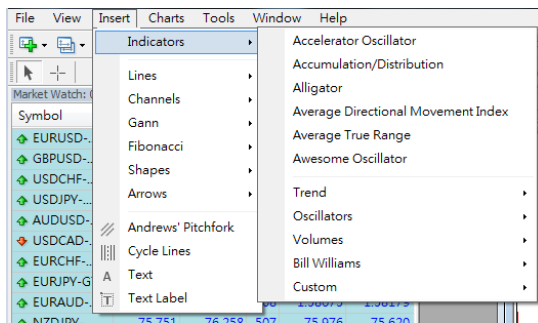 File View Insert Charts Tools Window Help
Indicators
Lines
Channels
Gann
Fibonacci
Shapes
Arrows
Andrews' Pitchfork
Cycle Lines
Text
Text Label
Accelerator Oscillator
Accumulation/Distribution
Alligator
Average Directional Movement Index
Average True Range
Awesome Oscillator
Trend
Oscillators
Volumes
Bill Williams
Custom
Market Watch:
Symbol
EURUSD-..
GBPUSD-..
USDCHF-..
USDJPY-...
AUDUSD-.
USDCAD-.
EURCHF-..
EURJPY-G
EURAUD-.
NZDJPY 75.751 76.258 507 75.976 75.620